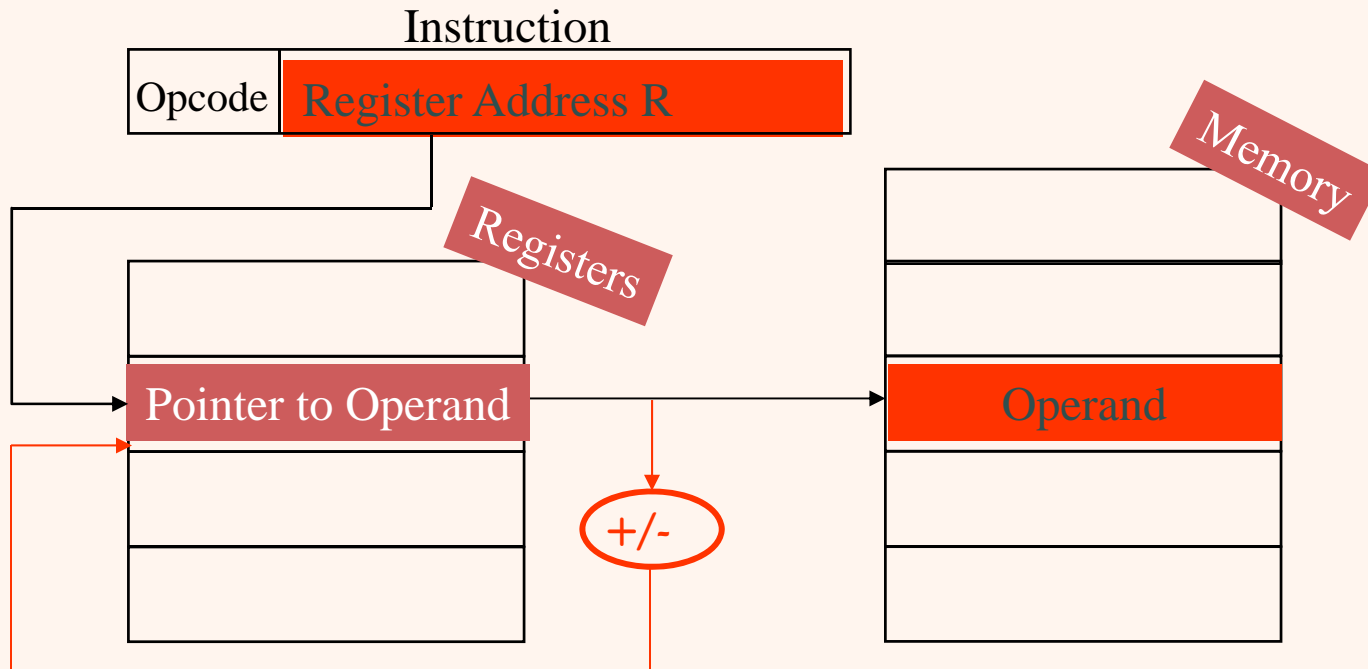 Instruction
Opcode
Register Address R
Memory
Registers
Pointer to Operand
Operand
+/-